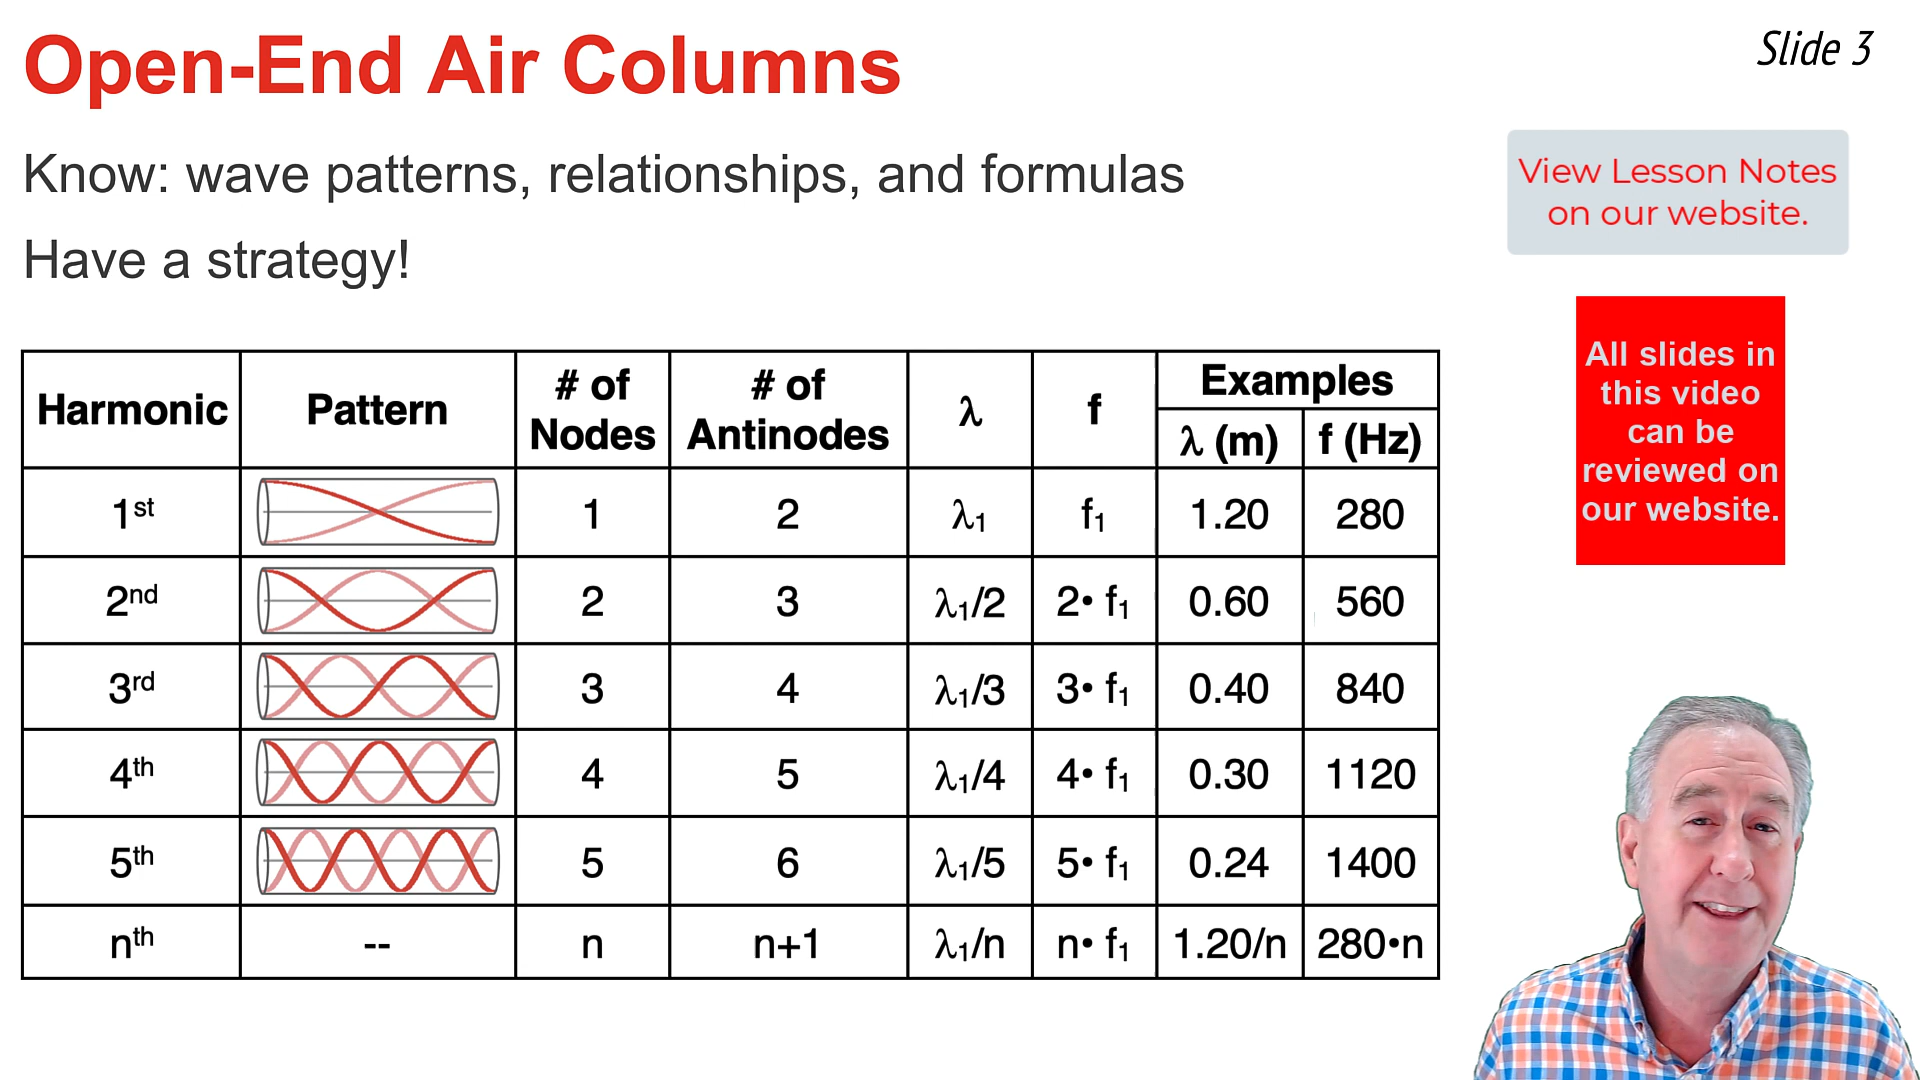 Open-End Air Columns
Slide 3
Know: wave patterns, relationships, and formulas
Have a strategy!
View Lesson Notes
on our website.
All slides in
this video
can be
reviewed on
our website.
Harmonic Pattern # of Nodes # of Antinodes λ f Examples
λ (m) f (Hz)
1st 1 2 λ1 f1 1.20 280
2nd 2 3 λ1/2 2• f1 0.60 560
3rd 3 4 λ1/3 3• f1 0.40 840
4th 4 5 λ1/4 4• f1 0.30 1120
5th 5 6 λ1/5 5• f1 0.24 1400
nth -- n n+1 λ1/n n• f1 1.20/n 280•n